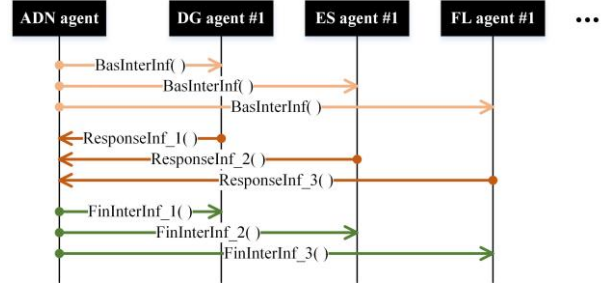 ADN agent DG agent #1 ES agent #1 FL agent #1 ...
BasInterInf( )
BasInterInf( )
BasInterInf( )
ResponseInf_1( )
ResponseInf_2( )
ResponseInf_3( )
FinInterInf_1( )
FinInterInf_2( )
FinInterInf_3( )